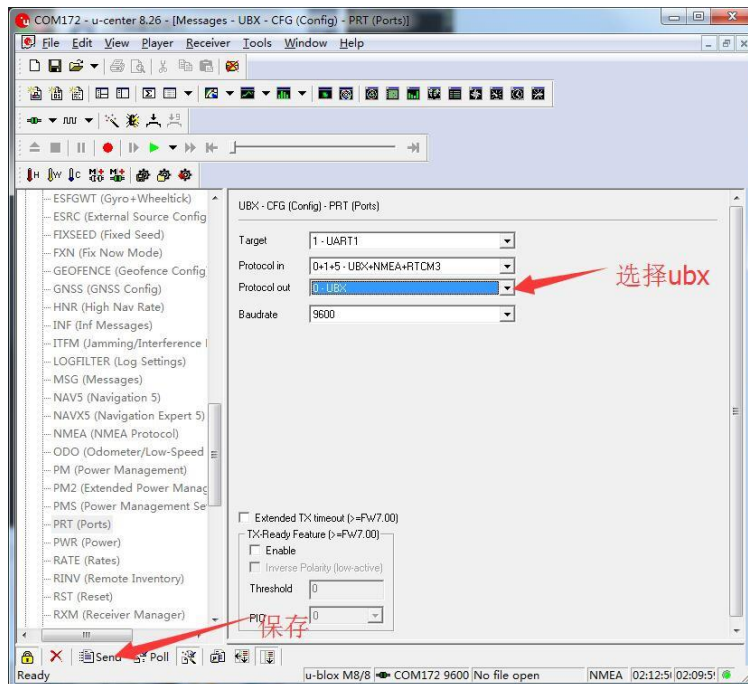 COM172 - u-center 8.26 - [Messages - UBX - CFG (Config) - PRT (Ports)]
File Edit View Player Receiver Tools Window Help
ESFGWT (Gyro+Wheeltick)
ESRC (External Source Config
FIXSEED (Fixed Seed)
FXN (Fix Now Mode)
GEOFENCE (Geofence Config
GNSS (GNSS Config)
HNR (High Nav Rate)
INF (Inf Messages)
ITFM (Jamming/Interference
LOGFILTER (Log Settings)
MSG (Messages)
NAV5 (Navigation 5)
NAVX5 (Navigation Expert 5)
NMEA (NMEA Protocol)
ODO (Odometer/Low-Speed
PM (Power Management)
PM2 (Extended Power Manag
PMS (Power Management Se
PRT (Ports)
PWR (Power)
RATE (Rates)
RINV (Remote Inventory)
RST (Reset)
RXM (Receiver Manager)
UBX - CFG (Config) - PRT (Ports)
Target 1 - UART1
Protocol in 0+1+5 - UBX+NMEA+RTCM3
Protocol out 0 - UBX
选择ubx
Baudrate 9600
Extended TX timeout (>=FW7.00)
TX-Ready Feature (>=FW7.00)
Enable
Inverse Polarity (low-active)
Threshold 0
PIO 0
保存
Send Poll
Ready u-blox M8/8 COM172 9600 No file open NMEA 02:12:5 02:09:5